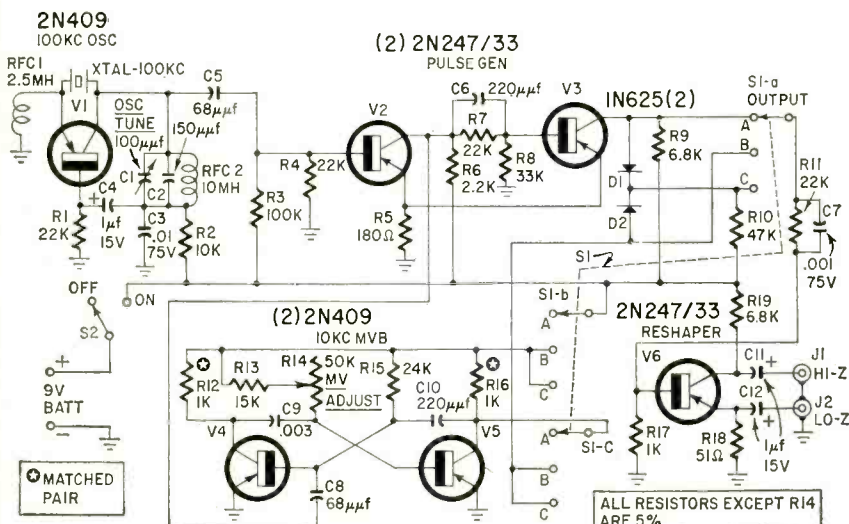 2N409
100KC OSC
RFC1
2.5MH
XTAL-100KC
V1
C5
68µµf
OSC
TUNE
100µµf
150µµf
C1
C2
RFC 2
10MH
C4
+
1µf
15V
R1
22K
C3
.01
75V
R2
10K
R3
100K
R4
22K
(2) 2N247/33
PULSE GEN
V2
C6
220µµf
R7
22K
R6
2.2K
R8
33K
R5
180Ω
V3
1N625(2)
D1
D2
R9
6.8K
S1-a
OUTPUT
A
B
C
R10
47K
R11
22K
C7
.001
75V
OFF
ON
S2
+
9V
BATT
-
✪ MATCHED
PAIR
(2) 2N409
10KC MVB
✪
R12
1K
R13
15K
R14
50K
MV
ADJUST
R15
24K
C10
220µµf
✪
R16
1K
C9
.003
V4
V5
C8
68µµf
S1
S1-b
A
B
C
S1-C
A
B
C
2N247/33
RESHAPER
R19
6.8K
V6
C11
+
C12
+
J1
HI-Z
J2
LO-Z
R17
1K
R18
51Ω
1µf
15V
ALL RESISTORS EXCEPT R14
ARE 5%